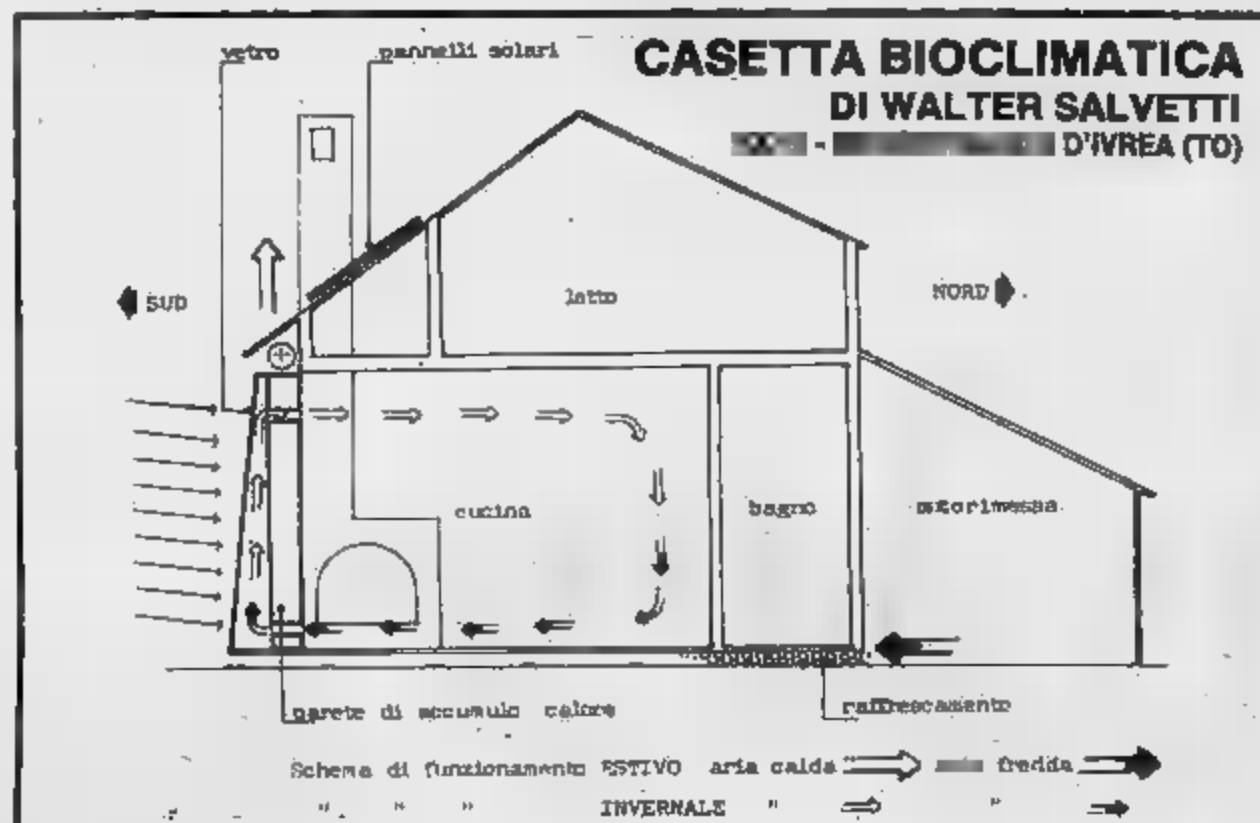 vetro
pannelli solari
CASETTA BIOCLIMATICA
DI WALTER SALVETTI
- D'IVREA (TO)
SUD
letto
NORD
cucina
bagno
autorimessa
parete di accumulo calore
raffrescamento
Schema di funzionamento ESTIVO aria calda fredda
" " " INVERNALE " "